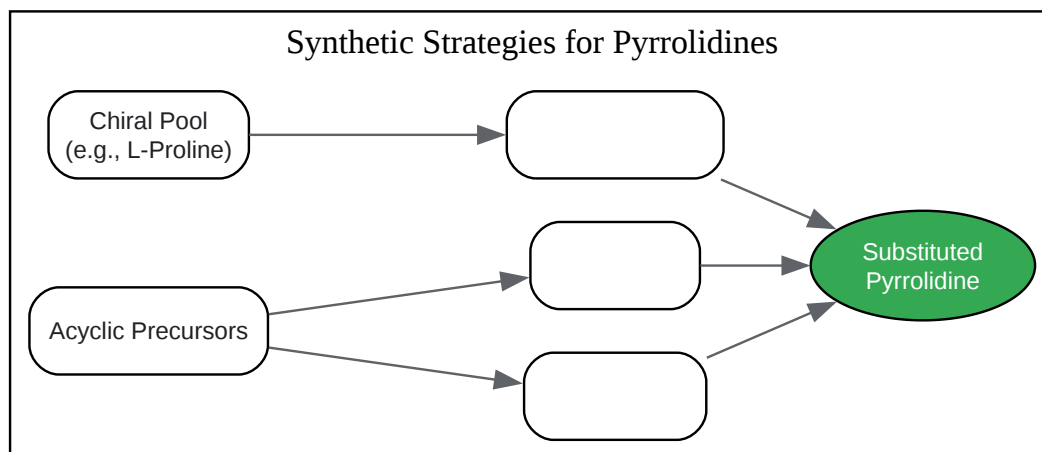 Synthetic Strategies for Pyrrolidines
Chiral Pool
(e.g., L-Proline)
Substituted
Pyrrolidine
Acyclic Precursors